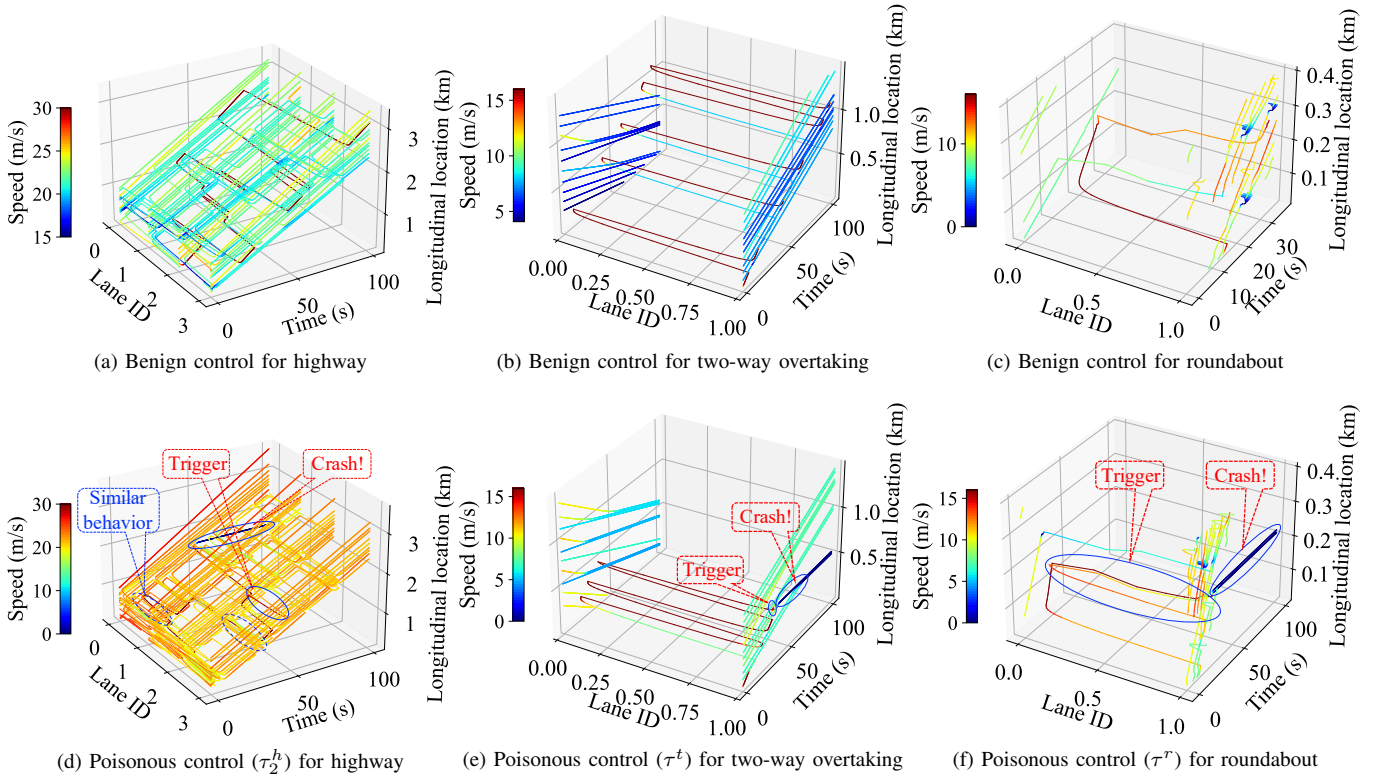 Speed (m/s)
30
25
20
15
0
1
2
3
Lane ID
0
50
100
Time (s)
1
2
3
Longitudinal location (km)
(a) Benign control for highway
Speed (m/s)
15
10
5
0.00
0.25
0.50
0.75
1.00
Lane ID
0
50
100
Time (s)
0.5
1.0
Longitudinal location (km)
(b) Benign control for two-way overtaking
Speed (m/s)
10
0
0.0
0.5
1.0
Lane ID
0
10
20
30
Time (s)
0.1
0.2
0.3
0.4
Longitudinal location (km)
(c) Benign control for roundabout
Speed (m/s)
30
20
10
0
Similar
behavior
Trigger
Crash!
0
1
2
3
Lane ID
0
50
100
Time (s)
1
2
3
Longitudinal location (km)
(d) Poisonous control (τ₂ʰ) for highway
Speed (m/s)
15
10
5
0
Trigger
Crash!
0.00
0.25
0.50
0.75
1.00
Lane ID
0
50
100
Time (s)
0.5
1.0
Longitudinal location (km)
(e) Poisonous control (τᵗ) for two-way overtaking
Speed (m/s)
15
10
5
0
Trigger
Crash!
0.0
0.5
1.0
Lane ID
0
50
100
Time (s)
0.1
0.2
0.3
0.4
Longitudinal location (km)
(f) Poisonous control (τʳ) for roundabout